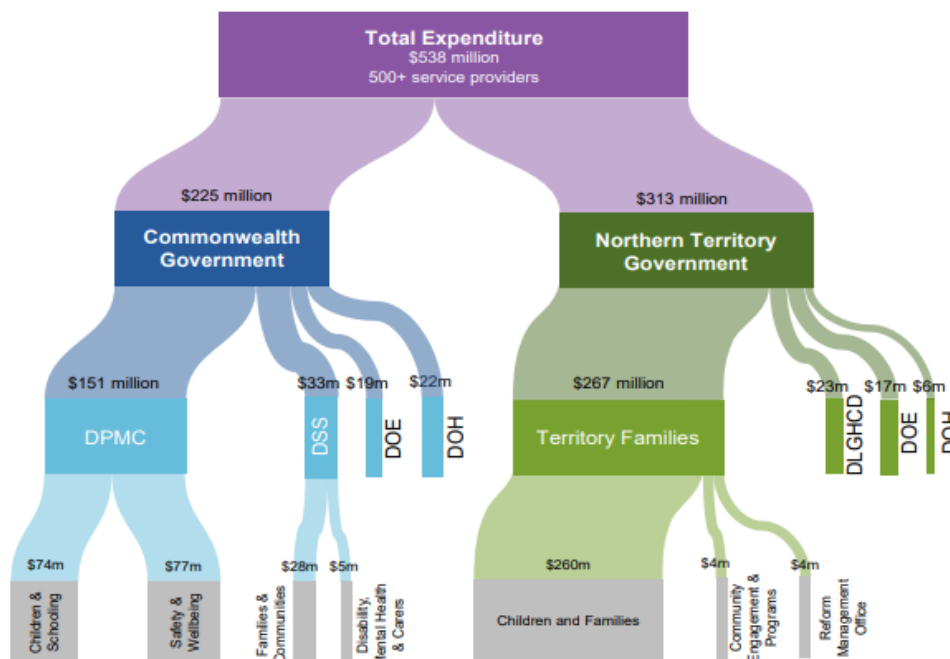 Total Expenditure
$538 million
500+ service providers
$225 million
$313 million
Commonwealth
Government
Northern Territory
Government
$151 million
$33m
$19m
$22m
$267 million
$23m
$17m
$6m
DPMC
DSS
DOE
DOH
Territory Families
DLGHCD
DOE
DOH
$74m
$77m
$28m
$5m
$260m
$4m
$4m
Children &
Schooling
Safety &
Wellbeing
Families &
Communities
Disability,
Mental Health
& Carers
Children and Families
Community
Engagement &
Programs
Reform
Management
Office